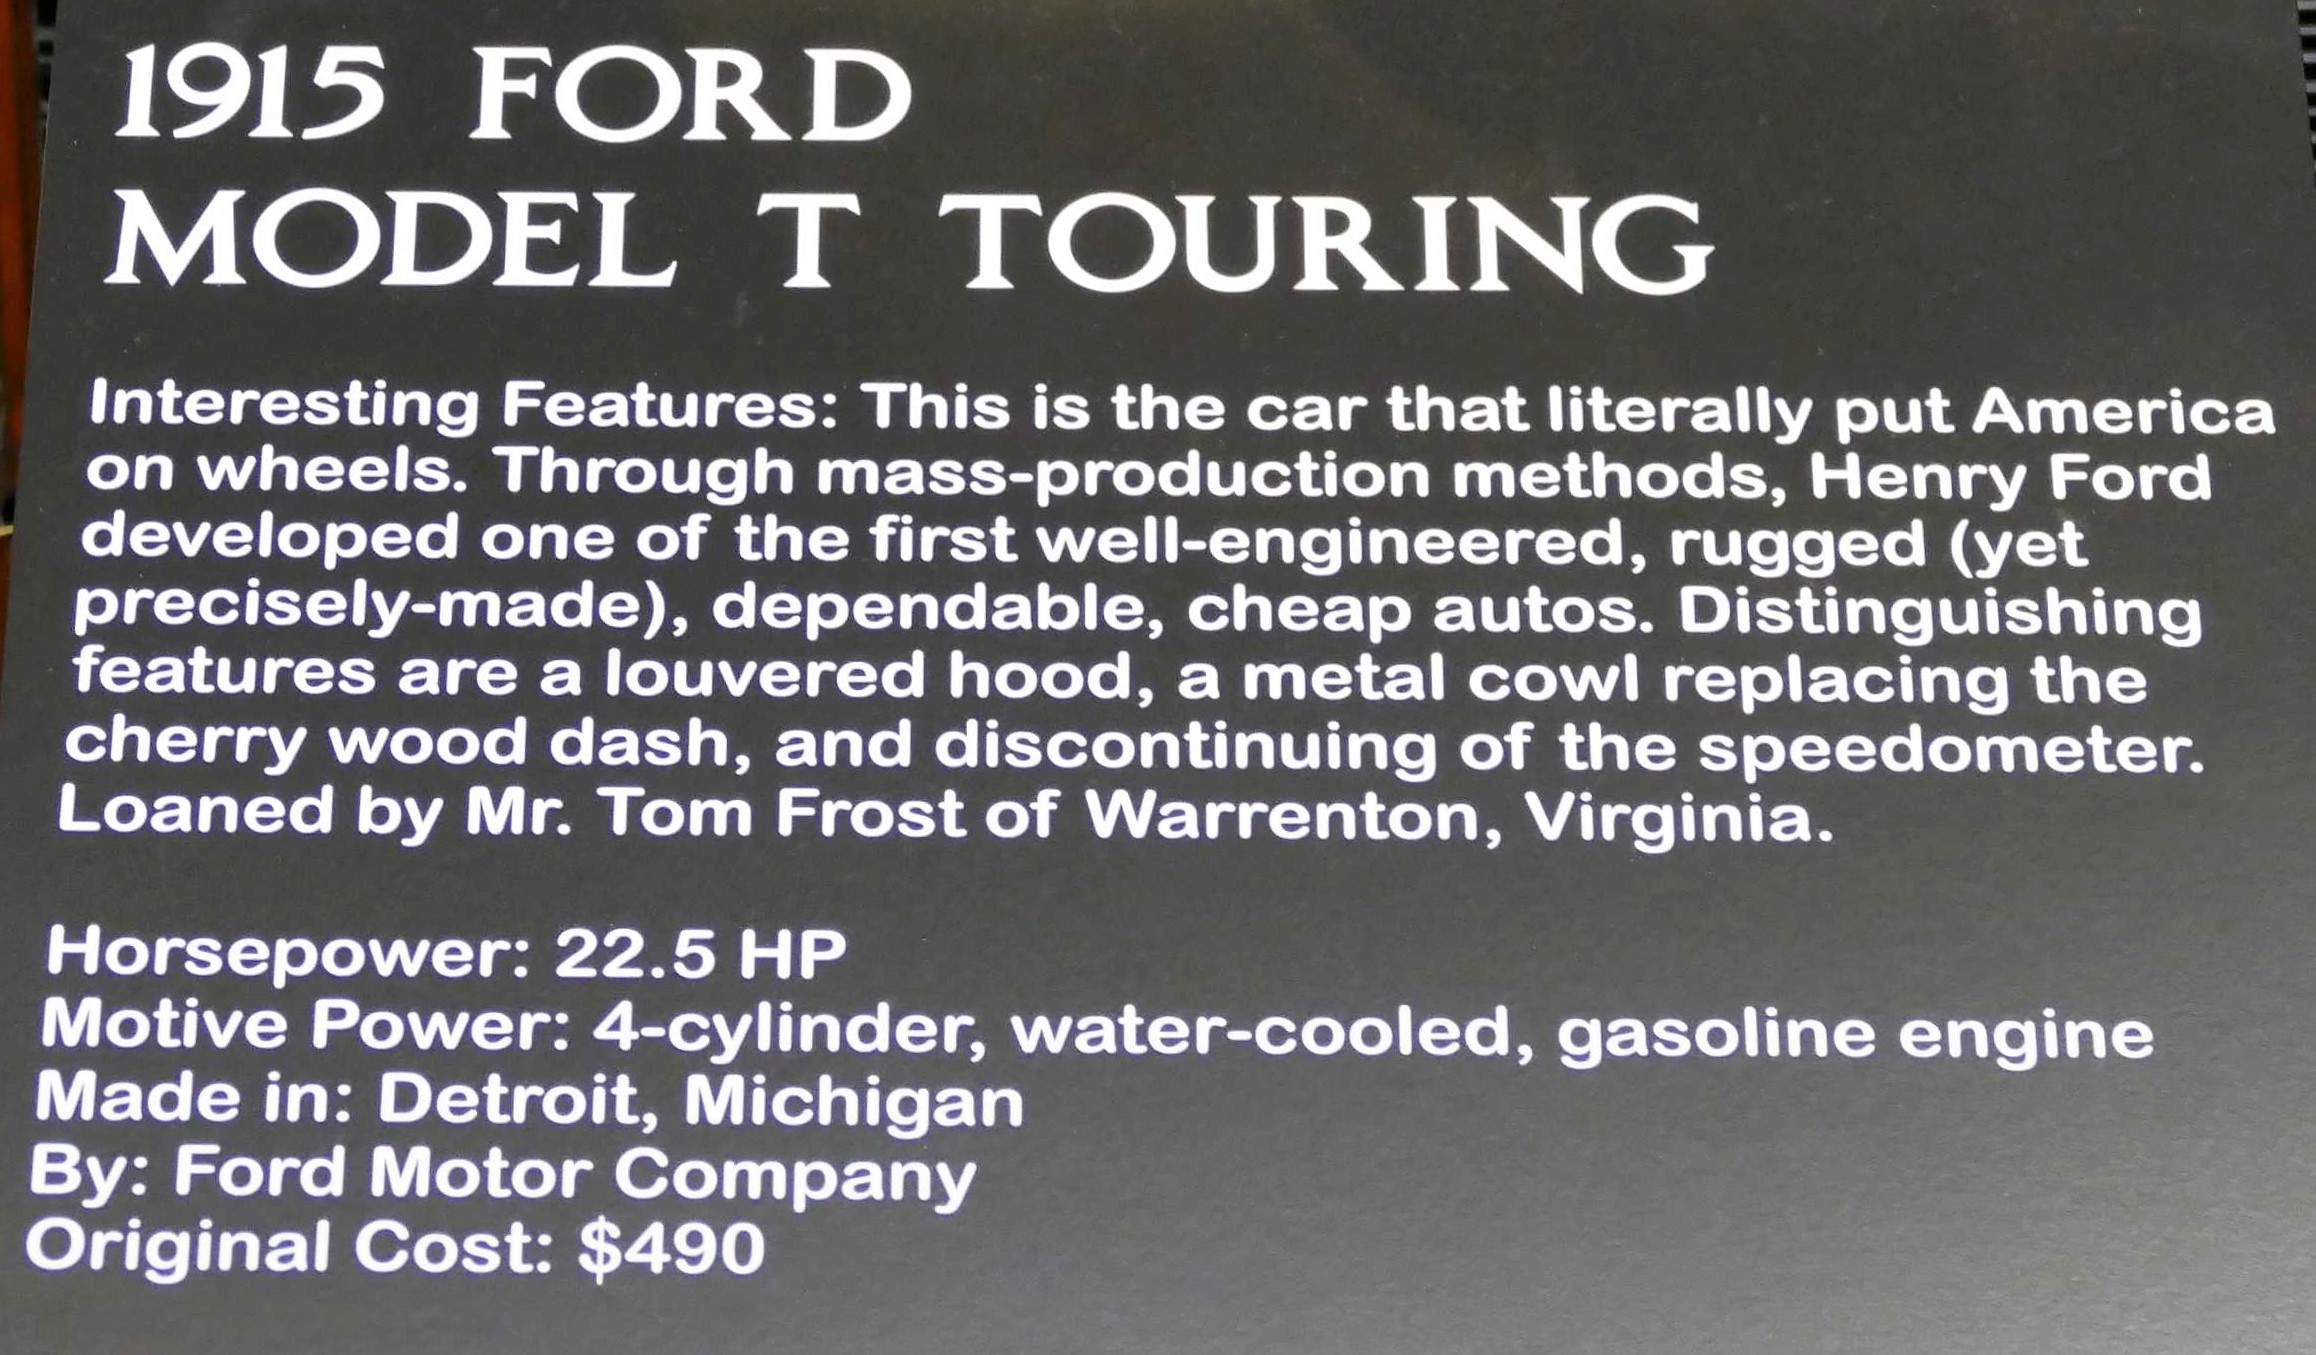 1915 FORD
MODEL T TOURING
Interesting Features: This is the car that literally put America
on wheels. Through mass-production methods, Henry Ford
developed one of the first well-engineered, rugged (yet
precisely-made), dependable, cheap autos. Distinguishing
features are a louvered hood, a metal cowl replacing the
cherry wood dash, and discontinuing of the speedometer.
Loaned by Mr. Tom Frost of Warrenton, Virginia.
Horsepower: 22.5 HP
Motive Power: 4-cylinder, water-cooled, gasoline engine
Made in: Detroit, Michigan
By: Ford Motor Company
Original Cost: $490